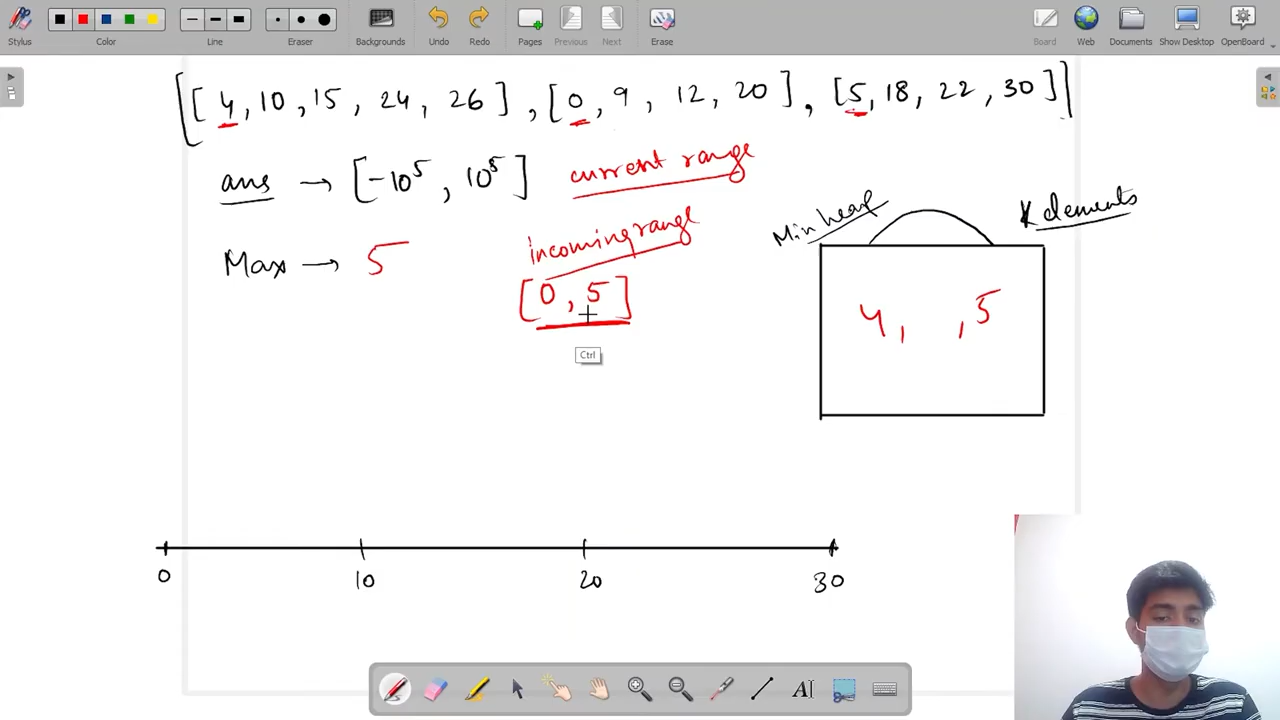 Stylus Color Line Eraser Backgrounds Undo Redo Pages Previous Next Erase Board Web Documents Show Desktop OpenBoard
[[4, 10, 15, 24, 26], [0, 9, 12, 20], [5, 18, 22, 30]]
ans → [-10⁵, 10⁵] current range
Min heap K elements
Max → 5 incoming range
[0, 5]
4, , 5
Ctrl
0 10 20 30